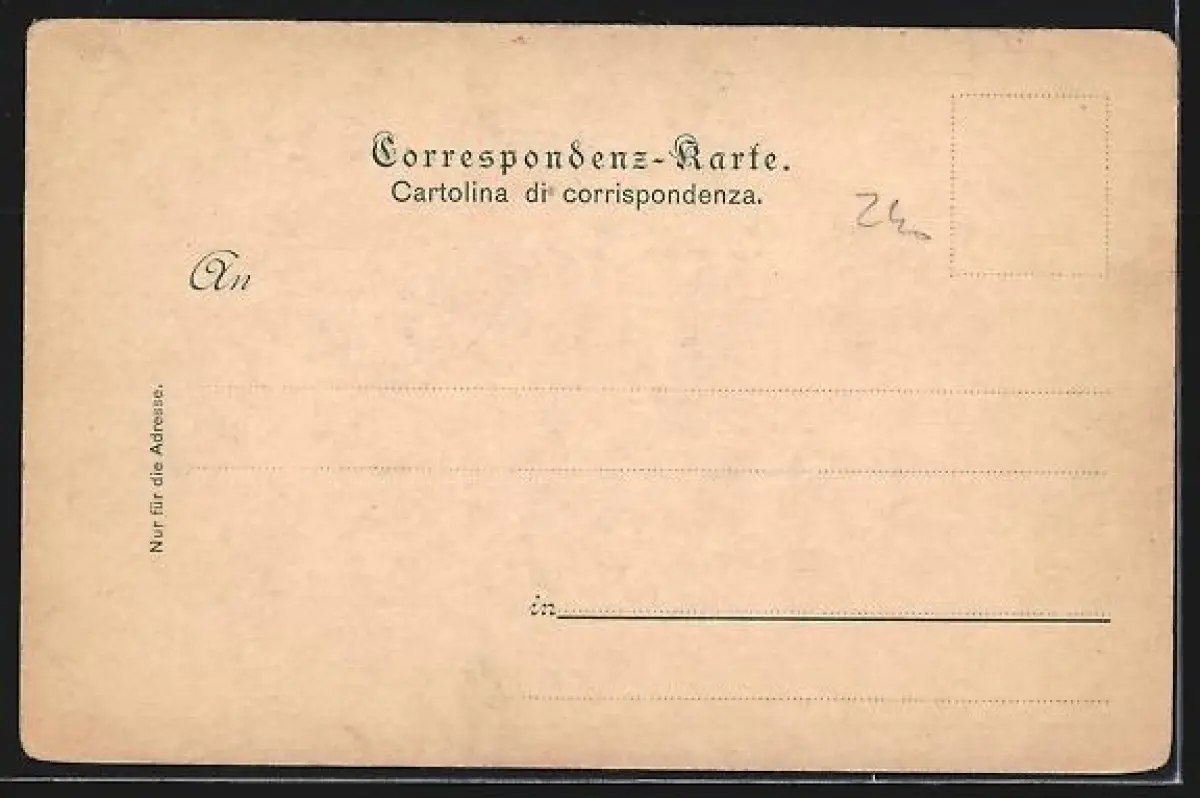 Correspondenz-Karte.
Cartolina di corrispondenza.
An
Nur für die Adresse.
in